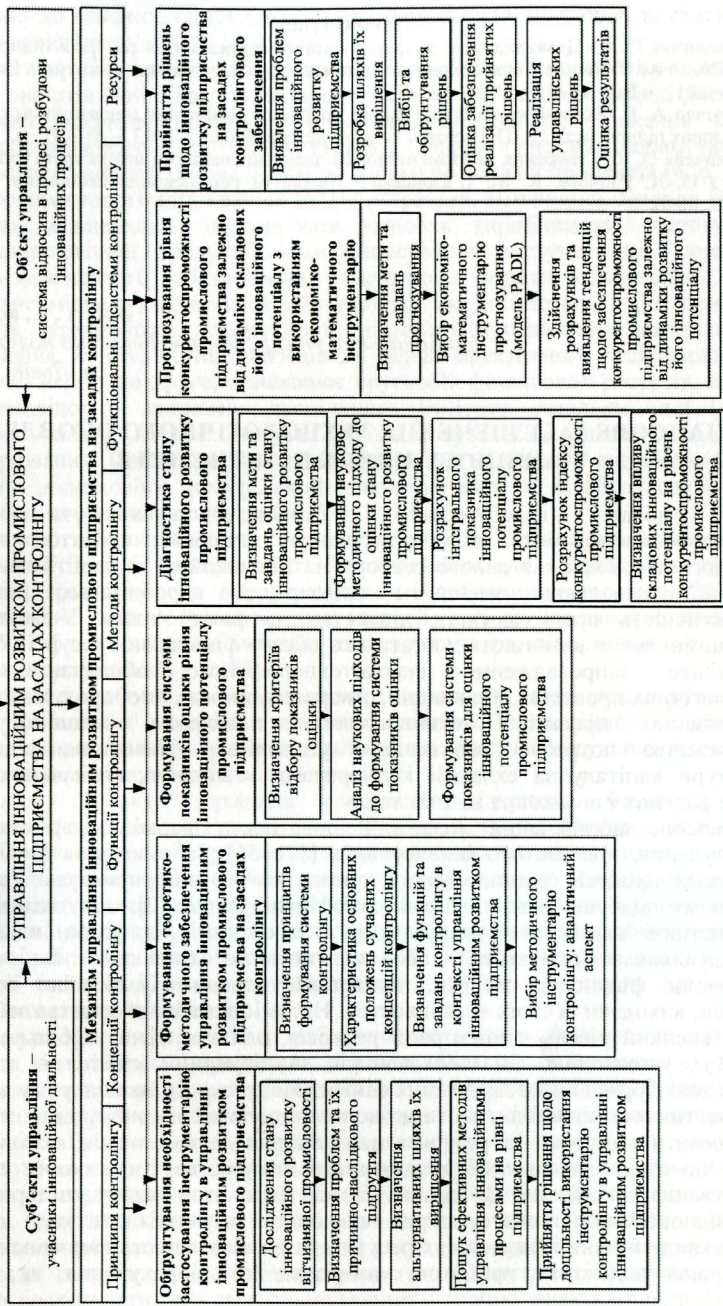 УПРАВЛІННЯ ІННОВАЦІЙНИМ РОЗВИТКОМ ПРОМИСЛОВОГО
ПІДПРИЄМСТВА НА ЗАСАДАХ КОНТРОЛІНГУ
Суб'єкти управління —
учасники інноваційної діяльності
Об'єкт управління —
система відносин в процесі розбудови
інноваційних процесів
Механізм управління інноваційним розвитком промислового підприємства на засадах контролінгу
Принципи контролінгу
Концепції контролінгу
Функції контролінгу
Методи контролінгу
Функціональні підсистеми контролінгу
Ресурси
Обґрунтування необхідності
застосування інструментарію
контролінгу в управлінні
інноваційним розвитком
промислового підприємства
Дослідження стану
інноваційного розвитку
вітчизняної промисловості
Визначення проблем та їх
причинно-наслідкового
підґрунтя
Визначення
альтернативних шляхів їх
вирішення
Пошук ефективних методів
управління інноваційними
процесами на рівні
підприємства
Прийняття рішення щодо
доцільності використання
інструментарію
контролінгу в управлінні
інноваційним розвитком
підприємства
Формування теоретико-
методичного забезпечення
управління інноваційним
розвитком промислового
підприємства на засадах
контролінгу
Визначення принципів
формування системи
контролінгу
Характеристика основних
положень сучасних
концепцій контролінгу
Визначення функцій та
завдань контролінгу в
контексті управління
інноваційним розвитком
підприємства
Вибір методичного
інструментарію
контролінгу: аналітичний
аспект
Формування системи
показників оцінки рівня
інноваційного потенціалу
підприємства
Визначення критеріїв
вибору показників
оцінки
Аналіз наукових підходів
до формування системи
показників оцінки
Формування системи
показників для оцінки
інноваційного
потенціалу
промислового
підприємства
Діагностика стану
інноваційного розвитку
промислового
підприємства
Визначення мети та
завдань оцінки стану
інноваційного розвитку
промислового
підприємства
Формування науково-
методичного підходу до
оцінки стану
інноваційного розвитку
промислового
підприємства
Розрахунок
інтегрального
показника
інноваційного
потенціалу
промислового
підприємства
Розрахунок індексу
конкурентоспроможності
промислового
підприємства
Визначення впливу
складових інноваційного
потенціалу на рівень
конкурентоспроможності
промислового
підприємства
Прогнозування рівня
конкурентоспроможності
промислового
підприємства залежно
від динаміки складових
його інноваційного
потенціалу з
використанням
економіко-
математичного
інструментарію
Визначення мети та
завдань
прогнозування
Вибір економіко-
математичного
інструментарію
прогнозування
(модель PADL)
Здійснення
розрахунків та
виявлення тенденцій
щодо забезпечення
конкурентоспроможності
промислового
підприємства залежно
від динаміки розвитку
його інноваційного
потенціалу
Прийняття рішень
щодо інноваційного
розвитку підприємства
на засадах
контролінгового
забезпечення
Виявлення проблем
інноваційного
розвитку
підприємства
Розробка шляхів їх
вирішення
Вибір та
обґрунтування
рішень
Оцінка забезпечення
реалізації прийнятих
рішень
Реалізація
управлінських
рішень
Оцінка результатів